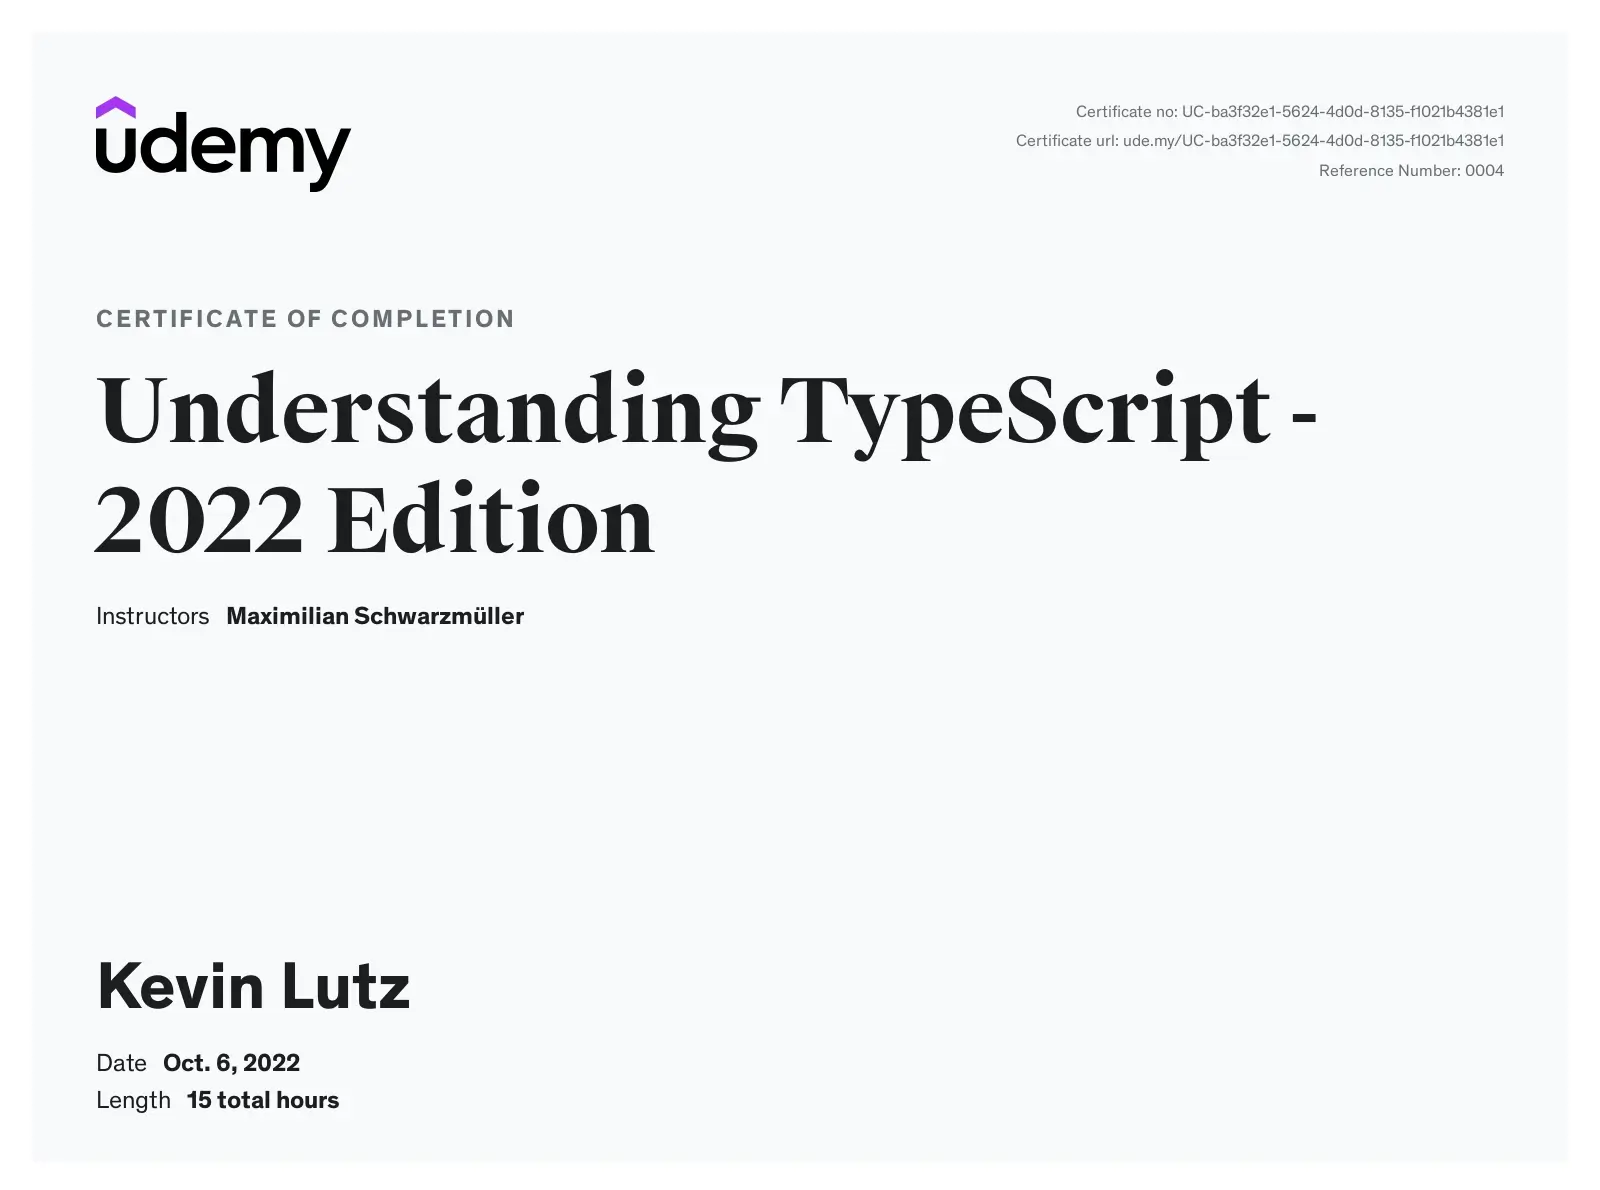 udemy
Certificate no: UC-ba3f32e1-5624-4d0d-8135-f1021b4381e1
Certificate url: ude.my/UC-ba3f32e1-5624-4d0d-8135-f1021b4381e1
Reference Number: 0004
CERTIFICATE OF COMPLETION
Understanding TypeScript -
2022 Edition
Instructors Maximilian Schwarzmüller
Kevin Lutz
Date Oct. 6, 2022
Length 15 total hours